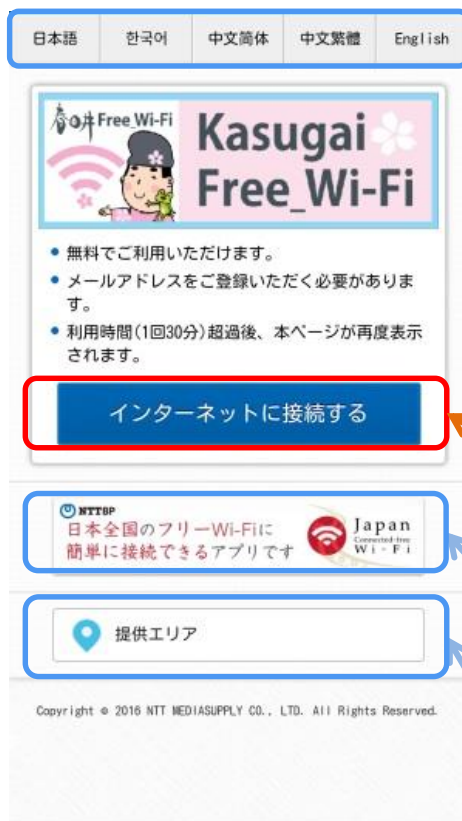 日本語 한국어 中文简体 中文繁體 English
春日井 Free_Wi-Fi
Kasugai
Free_Wi-Fi
• 無料でご利用いただけます。
• メールアドレスをご登録いただく必要がありま
す。
• 利用時間(1回30分)超過後、本ページが再度表示
されます。
インターネットに接続する
NTTBP
日本全国のフリーWi-Fiに
簡単に接続できるアプリです
Japan
Connected-free
Wi-Fi
提供エリア
Copyright © 2016 NTT MEDIASUPPLY CO., LTD. All Rights Reserved.